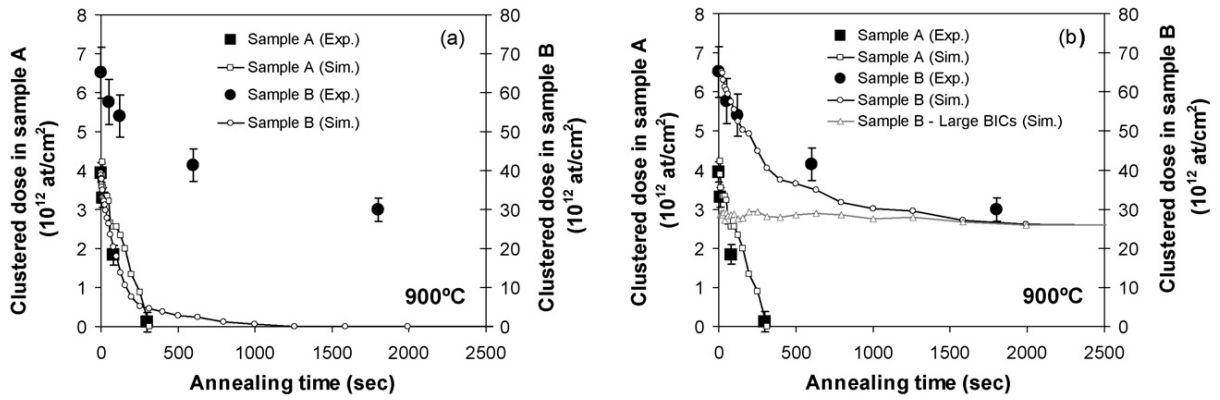 8
7
6
5
4
3
2
1
0
Clustered dose in sample A
(10¹² at/cm²)
Sample A (Exp.)
Sample A (Sim.)
Sample B (Exp.)
Sample B (Sim.)
(a)
900ºC
80
70
60
50
40
30
20
10
0
Clustered dose in sample B
(10¹² at/cm²)
0 500 1000 1500 2000 2500
Annealing time (sec)
8
7
6
5
4
3
2
1
0
Clustered dose in sample A
(10¹² at/cm²)
Sample A (Exp.)
Sample A (Sim.)
Sample B (Exp.)
Sample B (Sim.)
Sample B - Large BICs (Sim.)
(b)
900ºC
80
70
60
50
40
30
20
10
0
Clustered dose in sample B
(10¹² at/cm²)
0 500 1000 1500 2000 2500
Annealing time (sec)